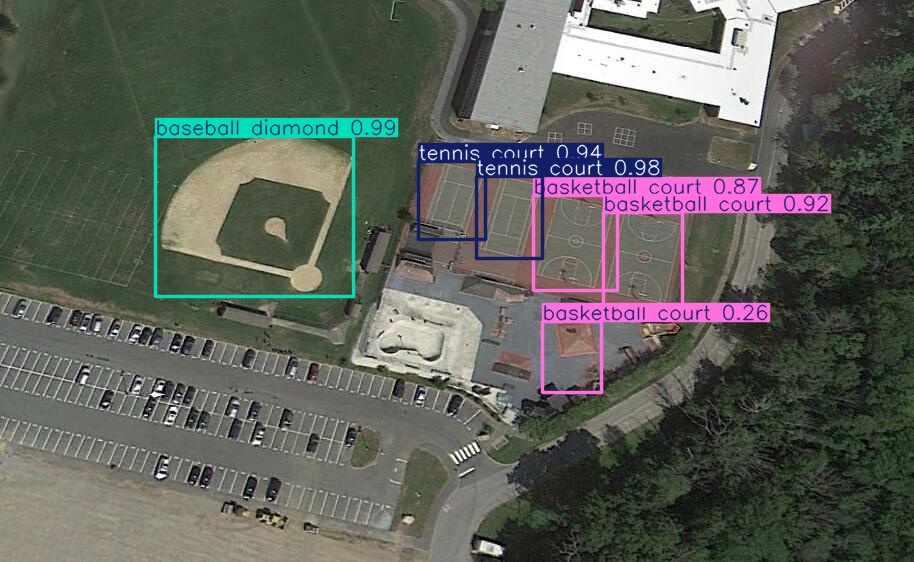 baseball diamond 0.99
tennis court 0.94
tennis court 0.98
basketball court 0.87
basketball court 0.92
basketball court 0.26